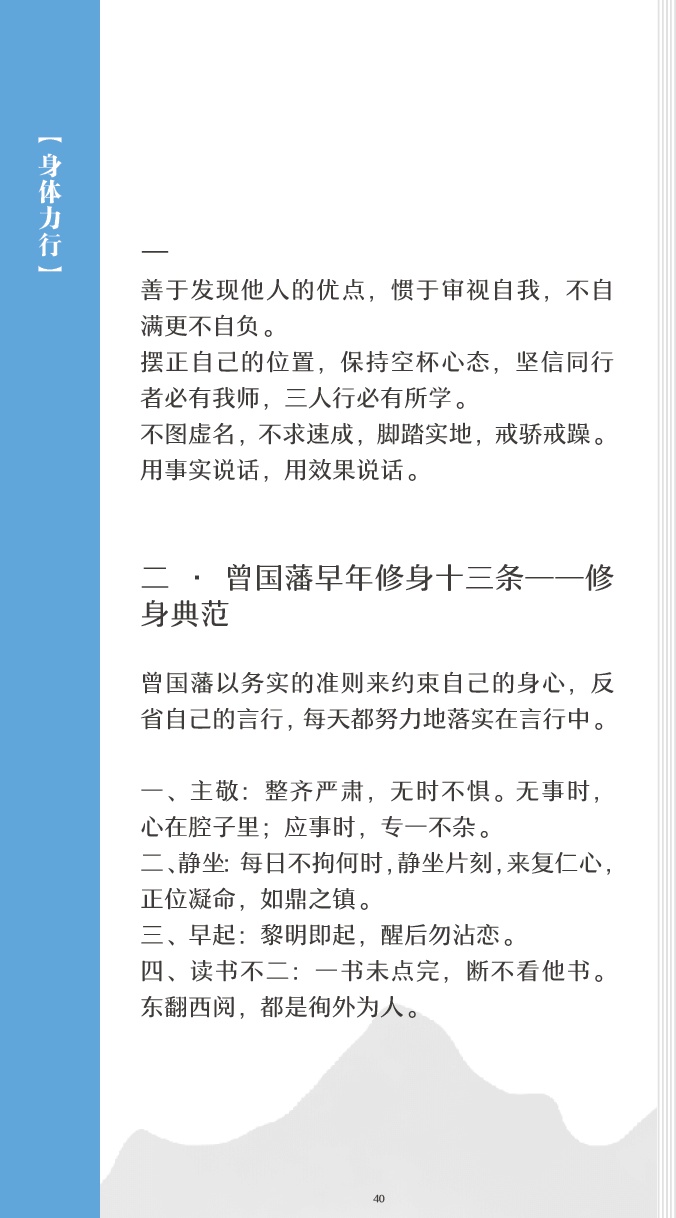 【身体力行】
一
善于发现他人的优点，惯于审视自我，不自
满更不自负。
摆正自己的位置，保持空杯心态，坚信同行
者必有我师，三人行必有所学。
不图虚名，不求速成，脚踏实地，戒骄戒躁。
用事实说话，用效果说话。
二 · 曾国藩早年修身十三条——修
身典范
曾国藩以务实的准则来约束自己的身心，反
省自己的言行，每天都努力地落实在言行中。
一、主敬：整齐严肃，无时不惧。无事时，
心在腔子里；应事时，专一不杂。
二、静坐：每日不拘何时，静坐片刻，来复仁心，
正位凝命，如鼎之镇。
三、早起：黎明即起，醒后勿沾恋。
四、读书不二：一书未点完，断不看他书。
东翻西阅，都是徇外为人。
40